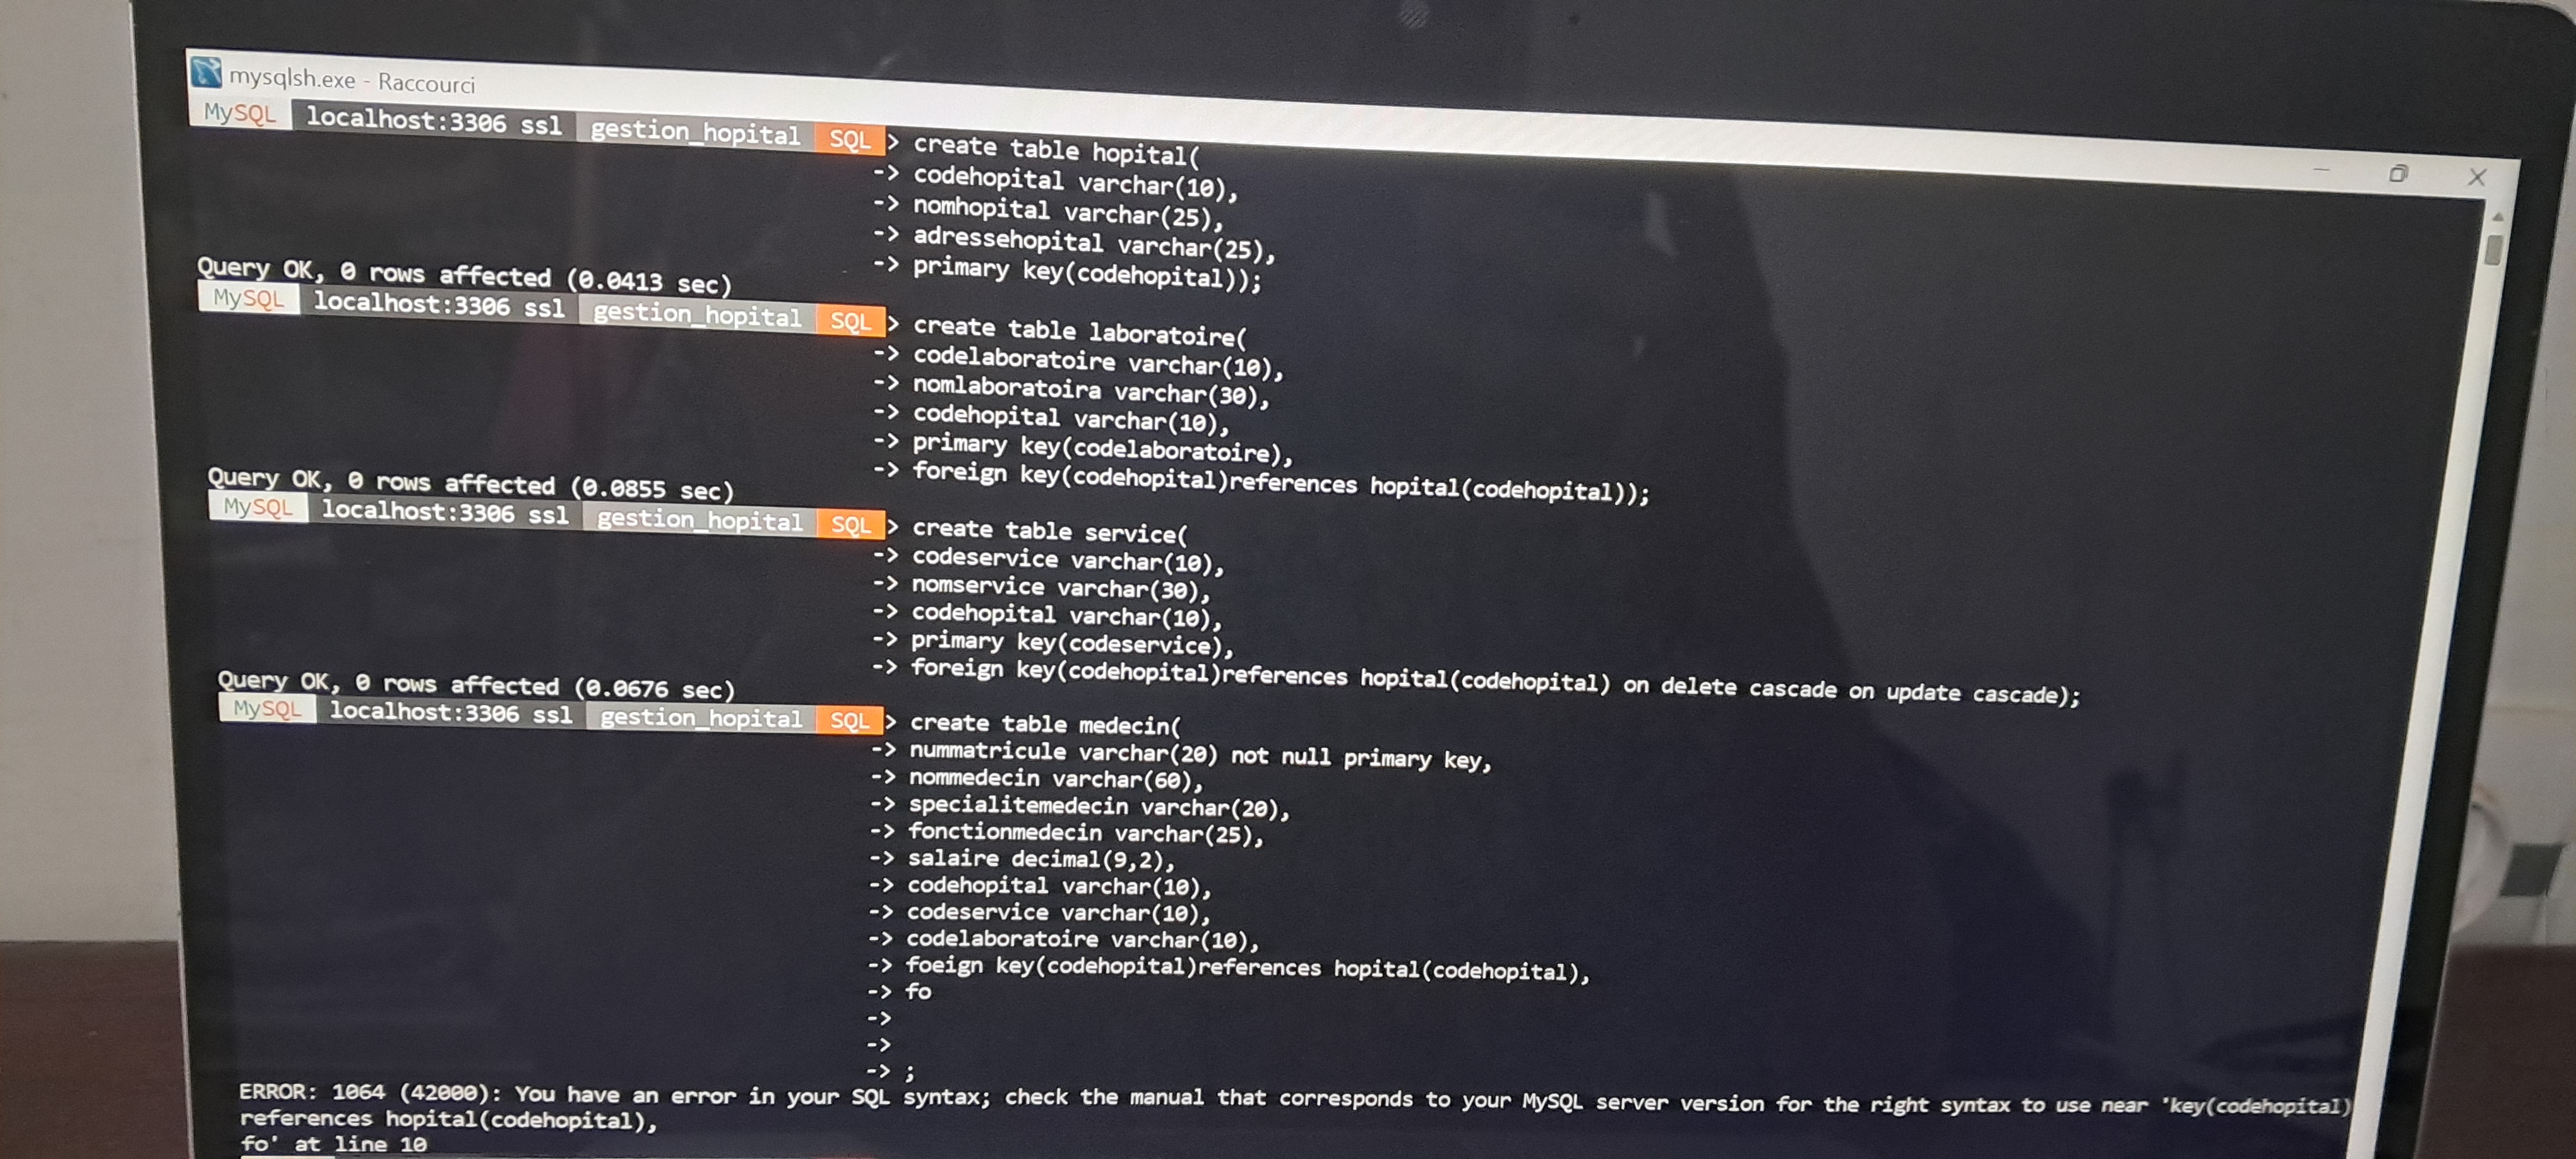 mysqlsh.exe - Raccourci
MySQL localhost:3306 ssl gestion_hopital SQL > create table hopital(
-> codehopital varchar(10),
-> nomhopital varchar(25),
-> adressehopital varchar(25),
-> primary key(codehopital));
Query OK, 0 rows affected (0.0413 sec)
MySQL localhost:3306 ssl gestion_hopital SQL > create table laboratoire(
-> codelaboratoire varchar(10),
-> nomlaboratoira varchar(30),
-> codehopital varchar(10),
-> primary key(codelaboratoire),
-> foreign key(codehopital)references hopital(codehopital));
Query OK, 0 rows affected (0.0855 sec)
MySQL localhost:3306 ssl gestion_hopital SQL > create table service(
-> codeservice varchar(10),
-> nomservice varchar(30),
-> codehopital varchar(10),
-> primary key(codeservice),
-> foreign key(codehopital)references hopital(codehopital) on delete cascade on update cascade);
Query OK, 0 rows affected (0.0676 sec)
MySQL localhost:3306 ssl gestion_hopital SQL > create table medecin(
-> nummatricule varchar(20) not null primary key,
-> nommedecin varchar(60),
-> specialitemedecin varchar(20),
-> fonctionmedecin varchar(25),
-> salaire decimal(9,2),
-> codehopital varchar(10),
-> codeservice varchar(10),
-> codelaboratoire varchar(10),
-> foeign key(codehopital)references hopital(codehopital),
-> fo
->
->
-> ;
ERROR: 1064 (42000): You have an error in your SQL syntax; check the manual that corresponds to your MySQL server version for the right syntax to use near 'key(codehopital)
references hopital(codehopital),
fo' at line 10